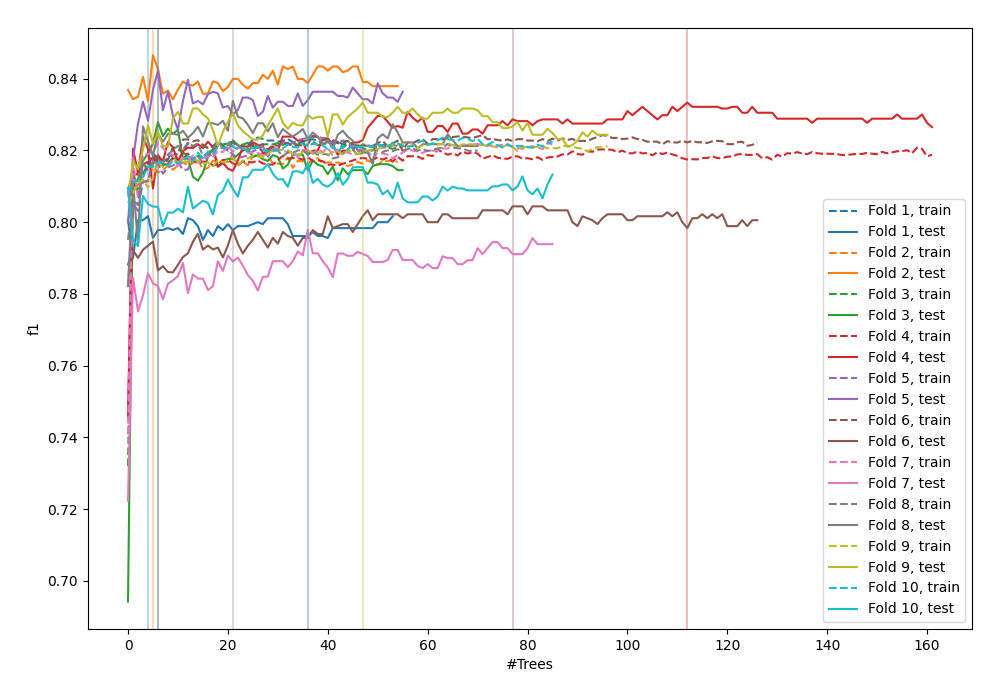 0.84
0.82
0.80
0.78
0.76
0.74
0.72
0.70
f1
0
20
40
60
80
100
120
140
160
#Trees
Fold 1, train
Fold 1, test
Fold 2, train
Fold 2, test
Fold 3, train
Fold 3, test
Fold 4, train
Fold 4, test
Fold 5, train
Fold 5, test
Fold 6, train
Fold 6, test
Fold 7, train
Fold 7, test
Fold 8, train
Fold 8, test
Fold 9, train
Fold 9, test
Fold 10, train
Fold 10, test